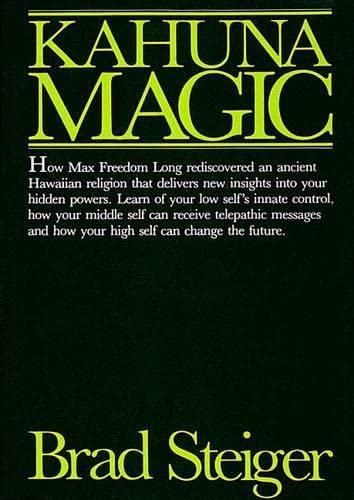 KAHUNA
MAGIC
How Max Freedom Long rediscovered an ancient
Hawaiian religion that delivers new insights into your
hidden powers. Learn of your low self's innate control,
how your middle self can receive telepathic messages
and how your high self can change the future.
Brad Steiger